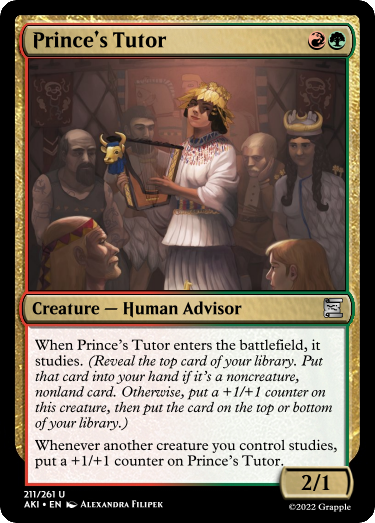 Prince's Tutor
Creature — Human Advisor
When Prince's Tutor enters the battlefield, it
studies. (Reveal the top card of your library. Put
that card into your hand if it's a noncreature,
nonland card. Otherwise, put a +1/+1 counter on
this creature, then put the card on the top or bottom
of your library.)
Whenever another creature you control studies,
put a +1/+1 counter on Prince's Tutor.
2/1
211/261 U
AKI • EN Alexandra Filipek
©2022 Grapple